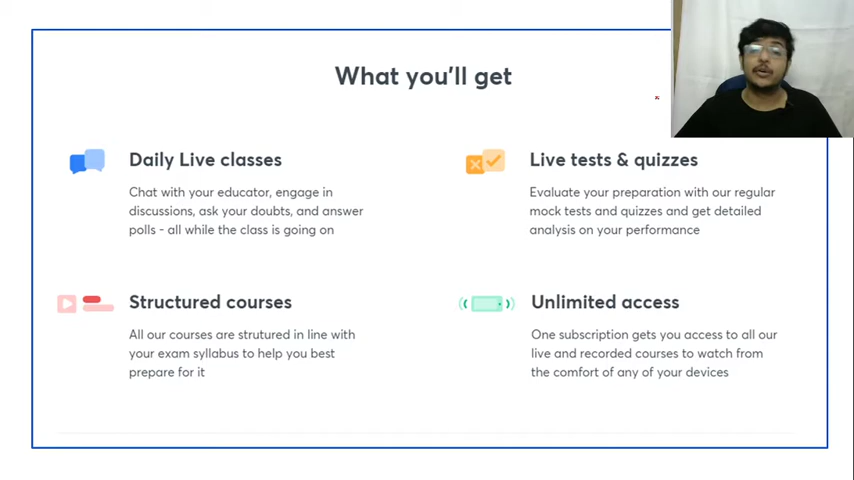 What you'll get
Daily Live classes
Chat with your educator, engage in
discussions, ask your doubts, and answer
polls - all while the class is going on
Live tests & quizzes
Evaluate your preparation with our regular
mock tests and quizzes and get detailed
analysis on your performance
Structured courses
All our courses are strutured in line with
your exam syllabus to help you best
prepare for it
Unlimited access
One subscription gets you access to all our
live and recorded courses to watch from
the comfort of any of your devices